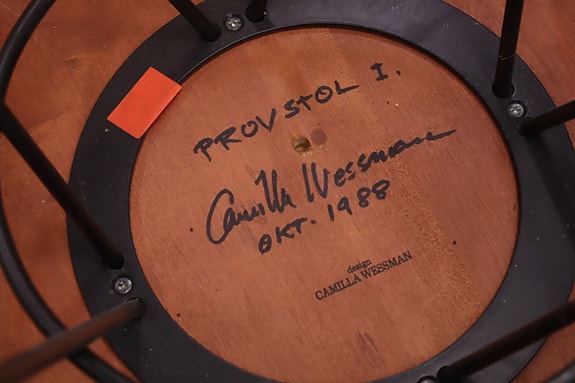 PROVSTOL I.
Camilla Wessman
OKT. 1988
design
CAMILLA WESSMAN